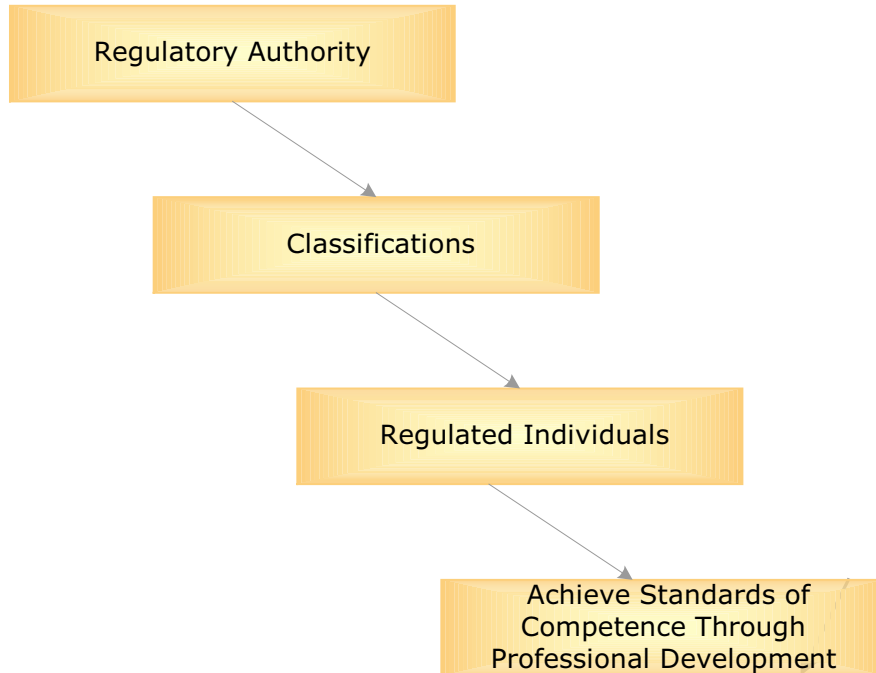 Regulatory Authority
Classifications
Regulated Individuals
Achieve Standards of
Competence Through
Professional Development